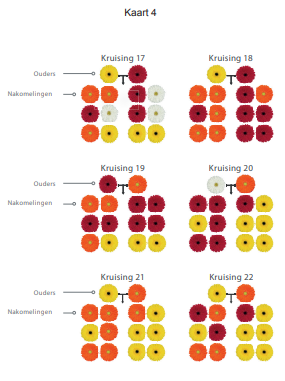 Kaart 4
Kruising 17
Kruising 18
Ouders
Nakomelingen
Kruising 19
Kruising 20
Ouders
Nakomelingen
Kruising 21
Kruising 22
Ouders
Nakomelingen